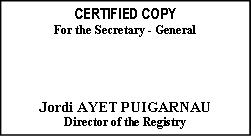 CERTIFIED COPY
For the Secretary - General
Jordi AYET PUIGARNAU
Director of the Registry